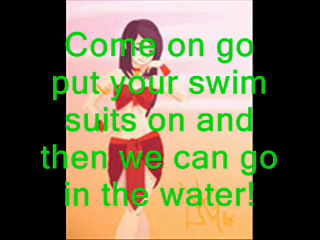 Come on go
put your swim
suits on and
then we can go
in the water!